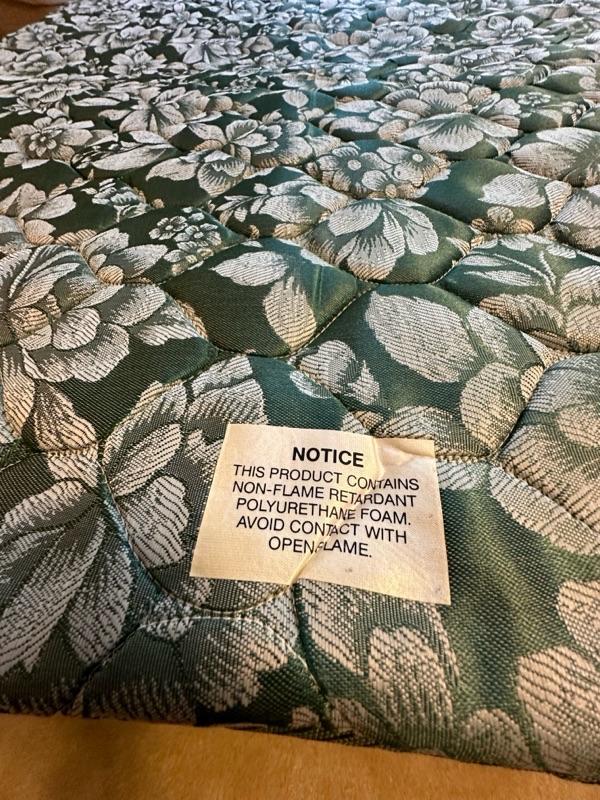 NOTICE
THIS PRODUCT CONTAINS
NON-FLAME RETARDANT
POLYURETHANE FOAM.
AVOID CONTACT WITH
OPEN FLAME.